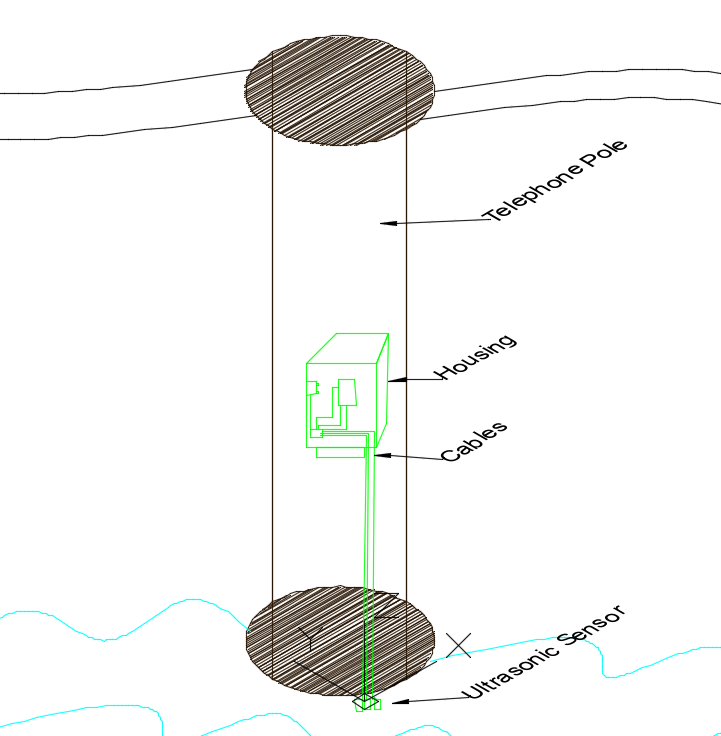 Telephone Pole
Housing
Cables
Ultrasonic Sensor
X
Y
Z